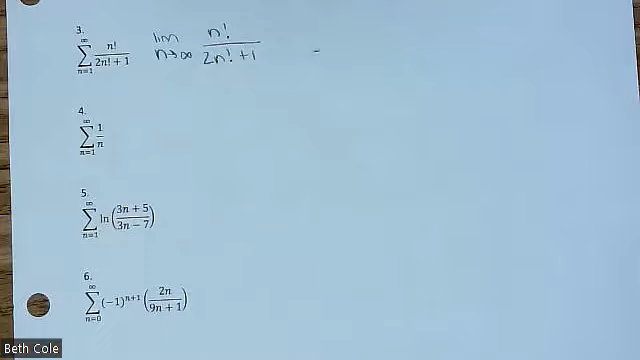 3.
∞ ∑ n=1 n!/(2n! + 1) lim n→∞ n!/(2n! + 1)
4.
∞ ∑ n=1 1/n
5.
∞ ∑ n=1 ln((3n + 5)/(3n − 7))
6.
∞ ∑ n=0 (−1)^(n+1) (2n/(9n + 1))
Beth Cole